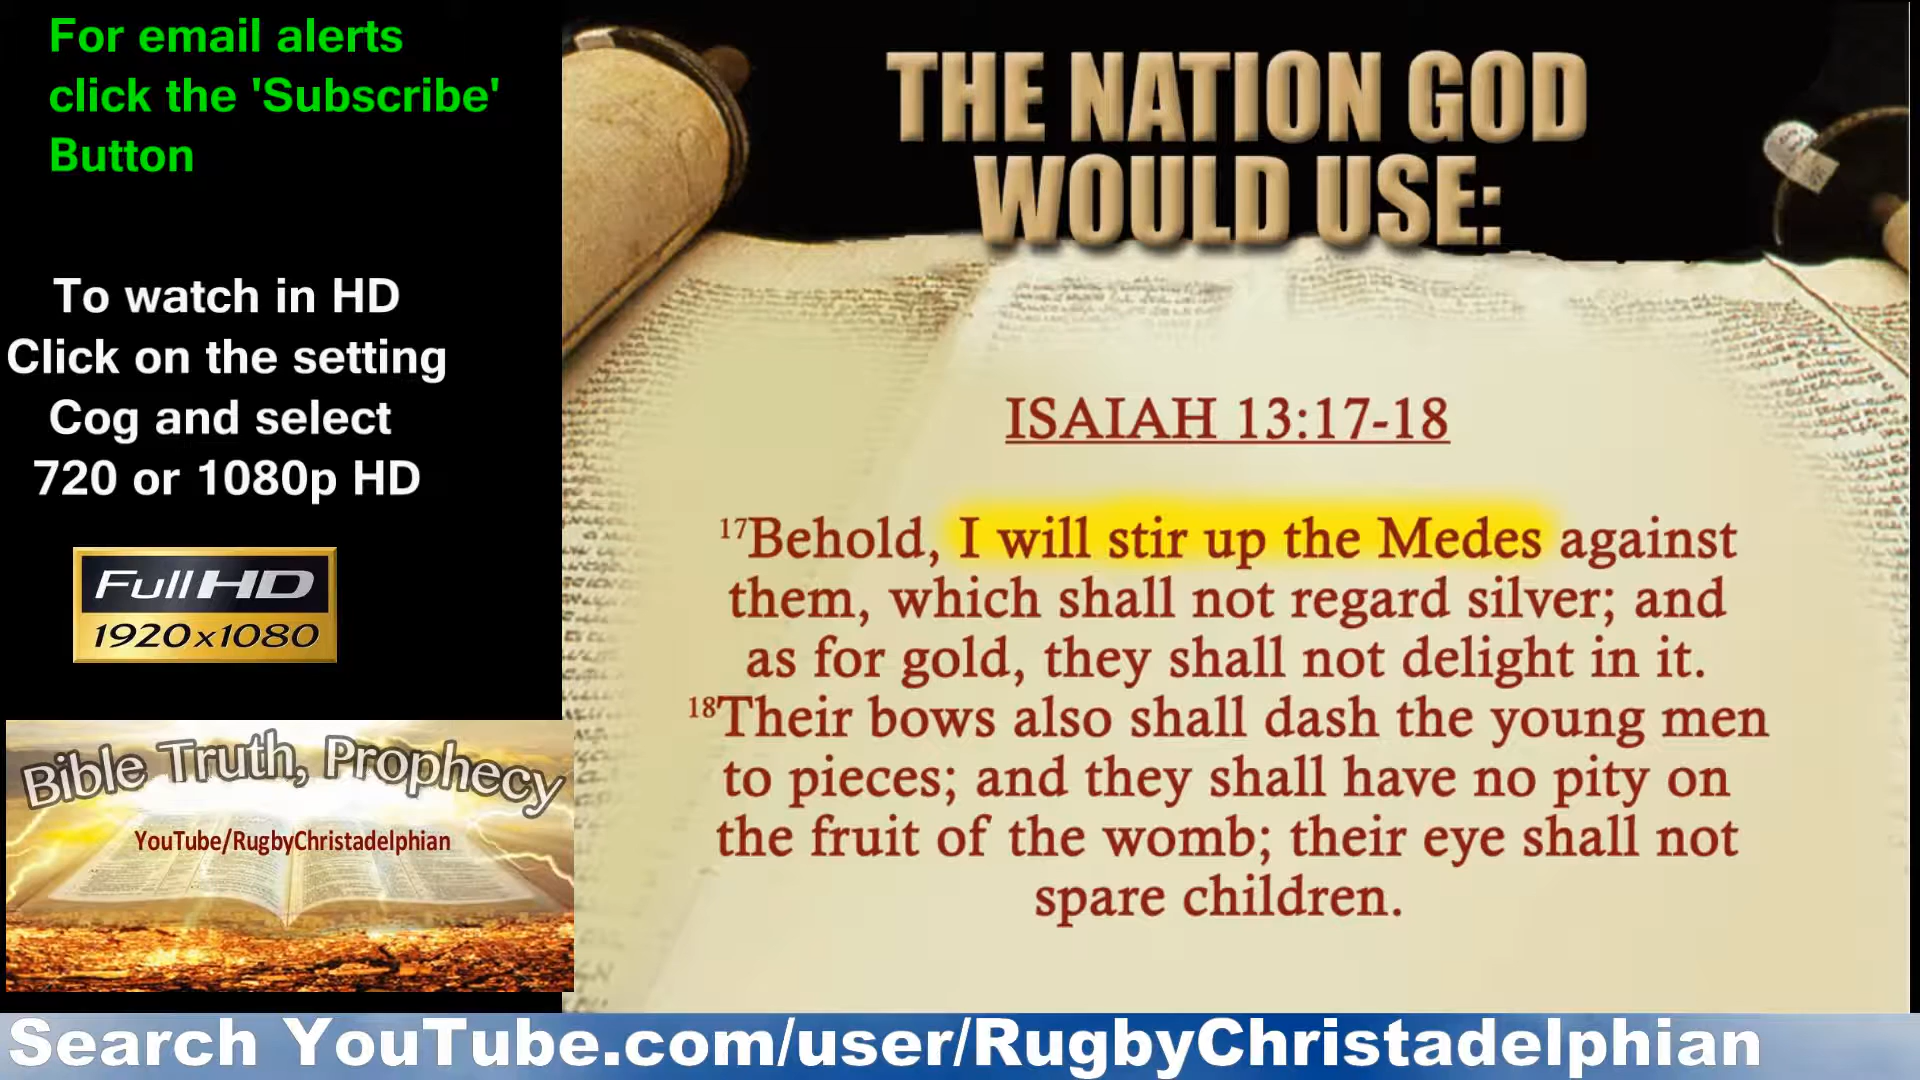 For email alerts
click the 'Subscribe'
Button
To watch in HD
Click on the setting
Cog and select
720 or 1080p HD
Full HD
1920x1080
Bible Truth, Prophecy
YouTube/RugbyChristadelphian
THE NATION GOD
WOULD USE:
ISAIAH 13:17-18
17Behold, I will stir up the Medes against
them, which shall not regard silver; and
as for gold, they shall not delight in it.
18Their bows also shall dash the young men
to pieces; and they shall have no pity on
the fruit of the womb; their eye shall not
spare children.
Search YouTube.com/user/RugbyChristadelphian